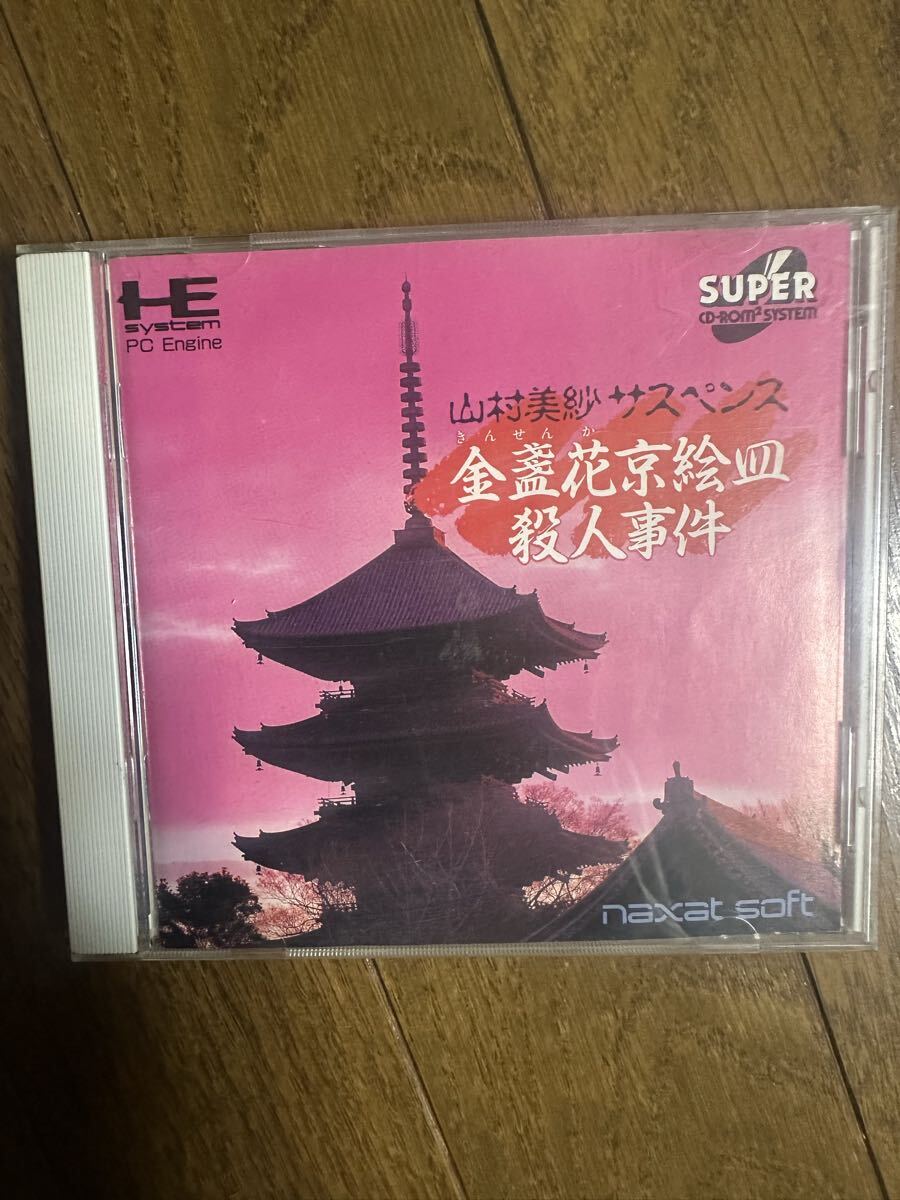 HE
system
PC Engine
SUPER
CD-ROM² SYSTEM
山村美紗サスペンス
きんせんか
金盞花京絵皿
殺人事件
naxat soft